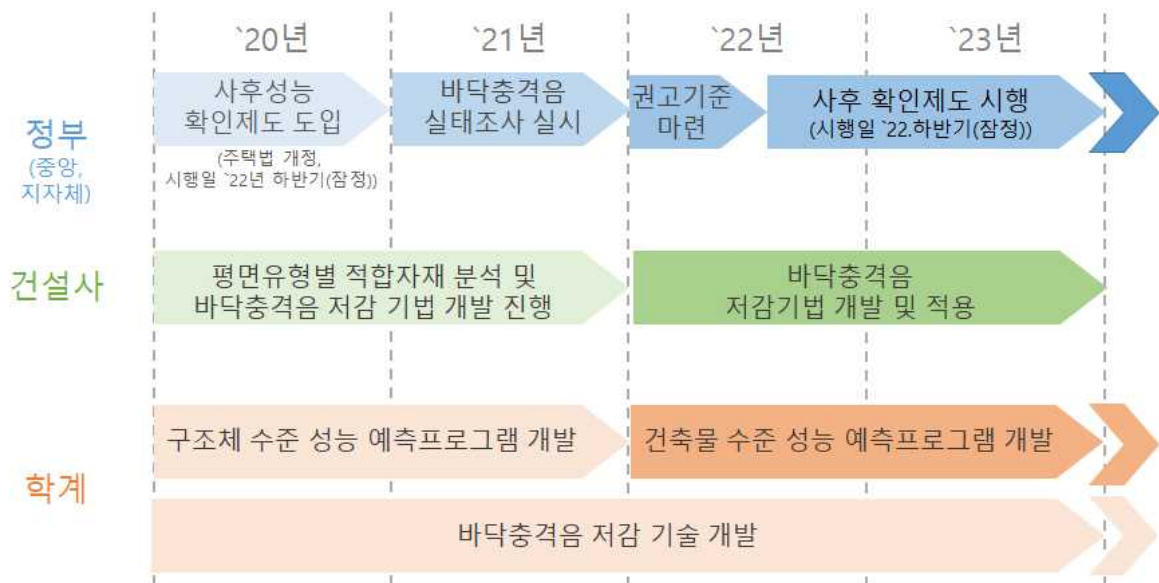 `20년
`21년
`22년
`23년
정부
(중앙,
지자체)
사후성능
확인제도 도입
(주택법 개정,
시행일 `22년 하반기(잠정))
바닥충격음
실태조사 실시
권고기준
마련
사후 확인제도 시행
(시행일 `22.하반기(잠정))
건설사
평면유형별 적합자재 분석 및
바닥충격음 저감 기법 개발 진행
바닥충격음
저감기법 개발 및 적용
학계
구조체 수준 성능 예측프로그램 개발
건축물 수준 성능 예측프로그램 개발
바닥충격음 저감 기술 개발